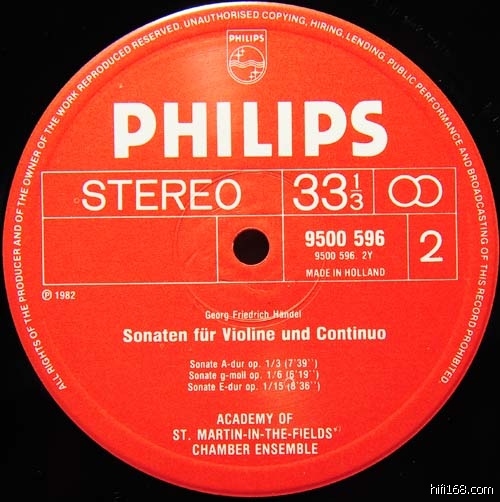 ALL RIGHTS OF THE PRODUCER AND OF THE OWNER OF THE WORK REPRODUCED RESERVED. UNAUTHORISED COPYING, HIRING, LENDING, PUBLIC PERFORMANCE AND BROADCASTING OF THIS RECORD PROHIBITED.
PHILIPS
PHILIPS
STEREO 33 1/3
9500 596 2
9500 596. 2Y
MADE IN HOLLAND
Ⓟ 1982
Georg Friedrich Händel
Sonaten für Violine und Continuo
Sonate A-dur op. 1/3 (7'39'')
Sonate g-moll op. 1/6 (6'19'')
Sonate E-dur op. 1/15 (8'36'')
ACADEMY OF
ST. MARTIN-IN-THE-FIELDS
CHAMBER ENSEMBLE
hifi168.com